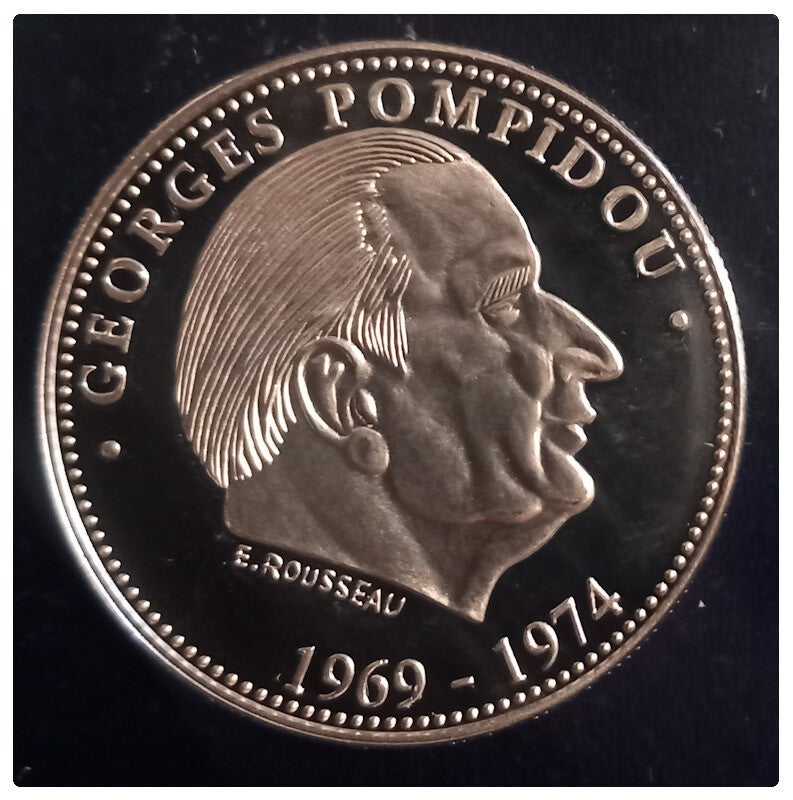 · GEORGES POMPIDOU ·
E. ROUSSEAU
1969 - 1974